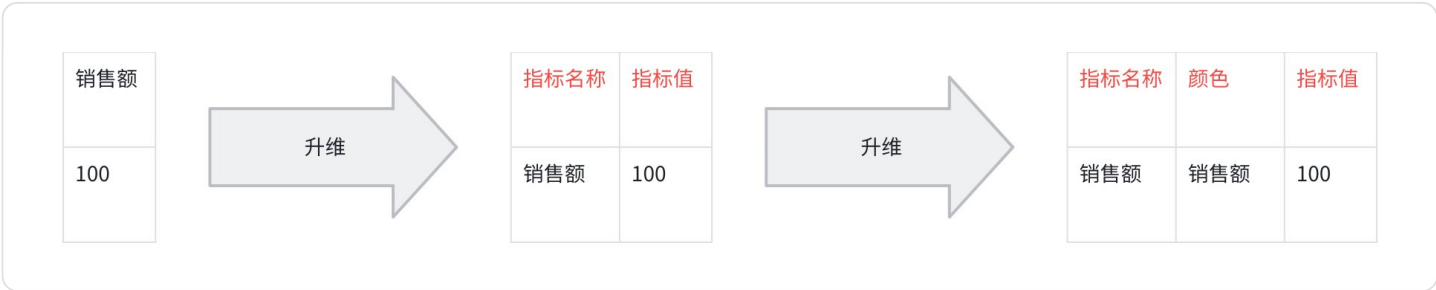 销售额
100
升维
指标名称 指标值
销售额 100
升维
指标名称 颜色 指标值
销售额 销售额 100